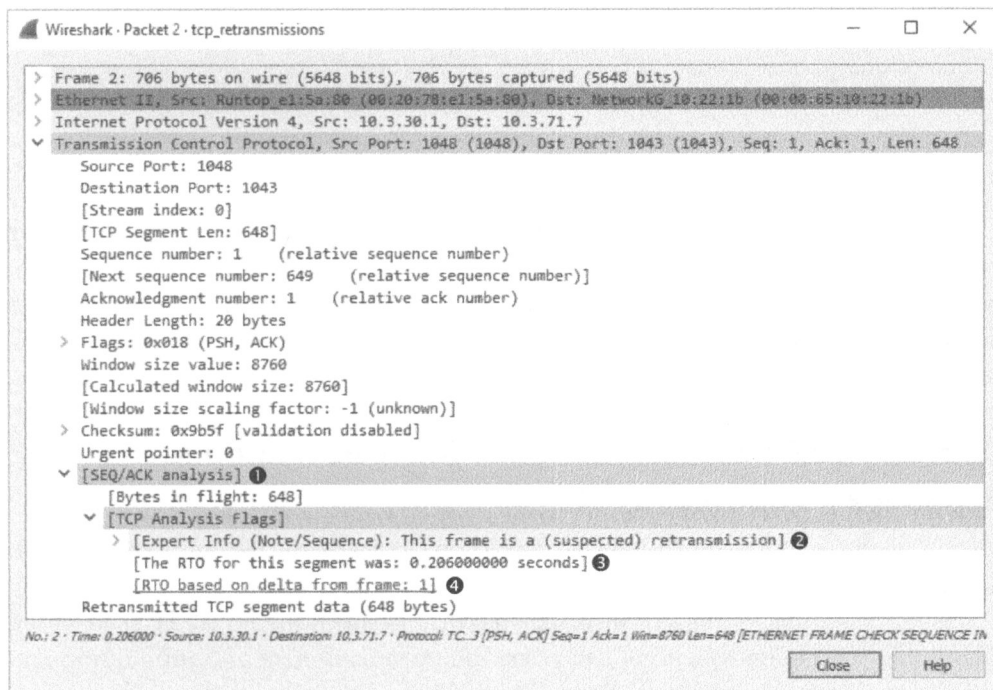 Wireshark · Packet 2 · tcp_retransmissions
> Frame 2: 706 bytes on wire (5648 bits), 706 bytes captured (5648 bits)
> Ethernet II, Src: Runtop_e1:5a:80 (00:20:78:e1:5a:80), Dst: NetworkG_10:22:1b (00:00:65:10:22:1b)
> Internet Protocol Version 4, Src: 10.3.30.1, Dst: 10.3.71.7
Transmission Control Protocol, Src Port: 1048 (1048), Dst Port: 1043 (1043), Seq: 1, Ack: 1, Len: 648
Source Port: 1048
Destination Port: 1043
[Stream index: 0]
[TCP Segment Len: 648]
Sequence number: 1 (relative sequence number)
[Next sequence number: 649 (relative sequence number)]
Acknowledgment number: 1 (relative ack number)
Header Length: 20 bytes
> Flags: 0x018 (PSH, ACK)
Window size value: 8760
[Calculated window size: 8760]
[Window size scaling factor: -1 (unknown)]
> Checksum: 0x9b5f [validation disabled]
Urgent pointer: 0
[SEQ/ACK analysis] ❶
[Bytes in flight: 648]
[TCP Analysis Flags]
> [Expert Info (Note/Sequence): This frame is a (suspected) retransmission] ❷
[The RTO for this segment was: 0.206000000 seconds] ❸
[RTO based on delta from frame: 1] ❹
Retransmitted TCP segment data (648 bytes)
No.: 2 · Time: 0.206000 · Source: 10.3.30.1 · Destination: 10.3.71.7 · Protocol: TC...3 [PSH, ACK] Seq=1 Ack=1 Win=8760 Len=648 [ETHERNET FRAME CHECK SEQUENCE IN
Close Help